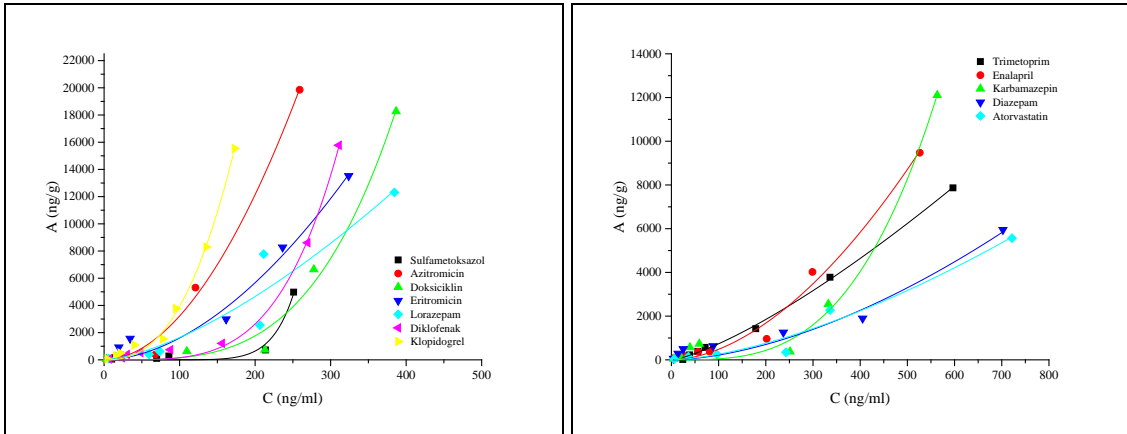 22000
20000
18000
16000
14000
12000
10000
8000
6000
4000
2000
0
A (ng/g)
0 100 200 300 400 500
C (ng/ml)
Sulfametoksazol
Azitromicin
Doksiciklin
Eritromicin
Lorazepam
Diklofenak
Klopidogrel
14000
12000
10000
8000
6000
4000
2000
0
A (ng/g)
0 100 200 300 400 500 600 700 800
C (ng/ml)
Trimetoprim
Enalapril
Karbamazepin
Diazepam
Atorvastatin